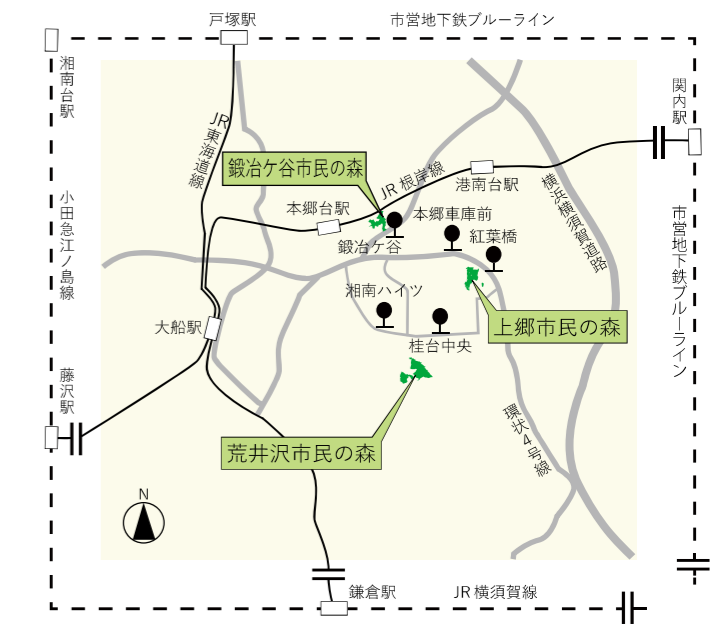 戸塚駅
市営地下鉄ブルーライン
湘南台駅
関内駅
JR東海道線
鍛冶ケ谷市民の森
JR根岸線
港南台駅
横浜横須賀道路
小田急江ノ島線
本郷台駅
本郷車庫前
市営地下鉄ブルーライン
鍛冶ケ谷
紅葉橋
湘南ハイツ
大船駅
上郷市民の森
桂台中央
藤沢駅
環状4号線
荒井沢市民の森
N
鎌倉駅
JR横須賀線